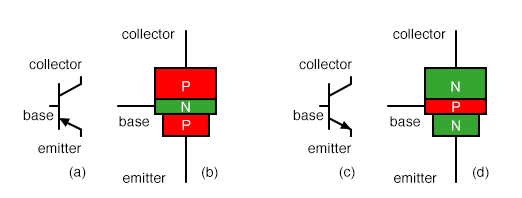 collector
collector
P
N
base
P
base
emitter
(a)
emitter
(b)
collector
collector
N
P
base
N
base
emitter
(c)
emitter
(d)